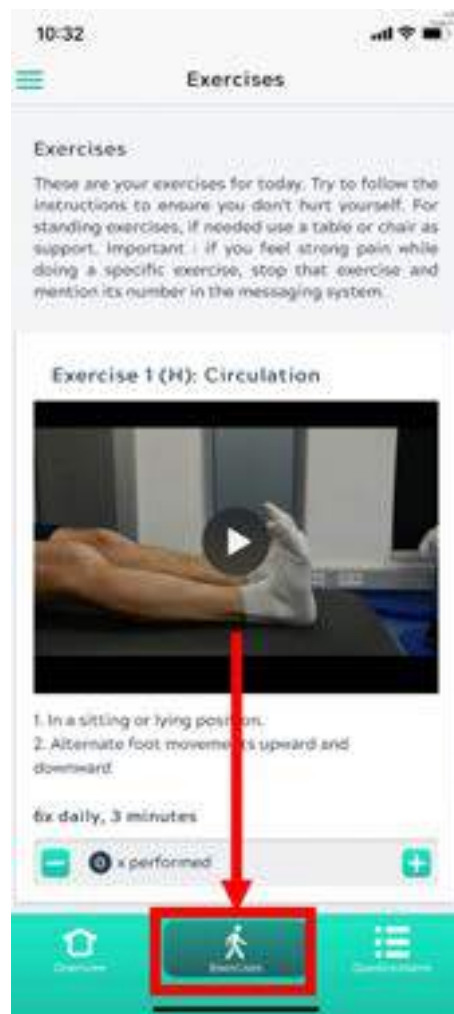 10:32
Exercises
Exercises
These are your exercises for today. Try to follow the
instructions to ensure you don't hurt yourself. For
standing exercises, if needed use a table or chair as
support. Important : if you feel strong pain while
doing a specific exercise, stop that exercise and
mention its number in the messaging system.
Exercise 1 (H): Circulation
1. In a sitting or lying position.
2. Alternate foot movements upward and
downward
6x daily, 3 minutes
0 x performed
Overview Exercises